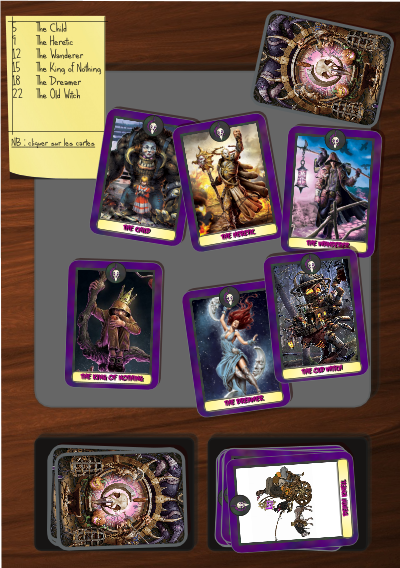 5 The Child
9 The Heretic
12 The Wanderer
15 The King of Nothing
18 The Dreamer
22 The Old Witch
NB : cliquer sur les cartes
THE CHILD
THE HERETIC
THE WANDERER
THE KING OF NOTHING
THE DREAMER
THE OLD WITCH